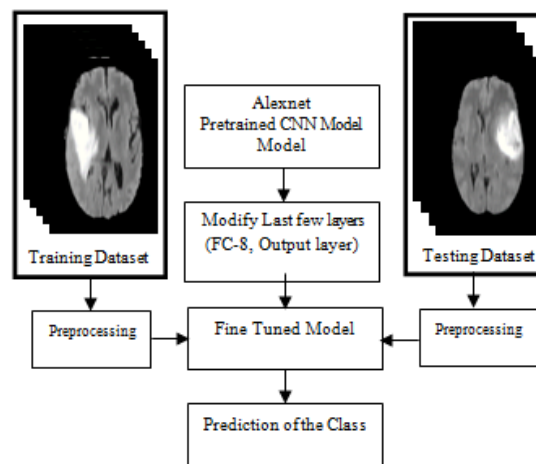 Training Dataset
Preprocessing
Alexnet
Pretrained CNN Model
Model
Modify Last few layers
(FC-8, Output layer)
Fine Tuned Model
Prediction of the Class
Testing Dataset
Preprocessing